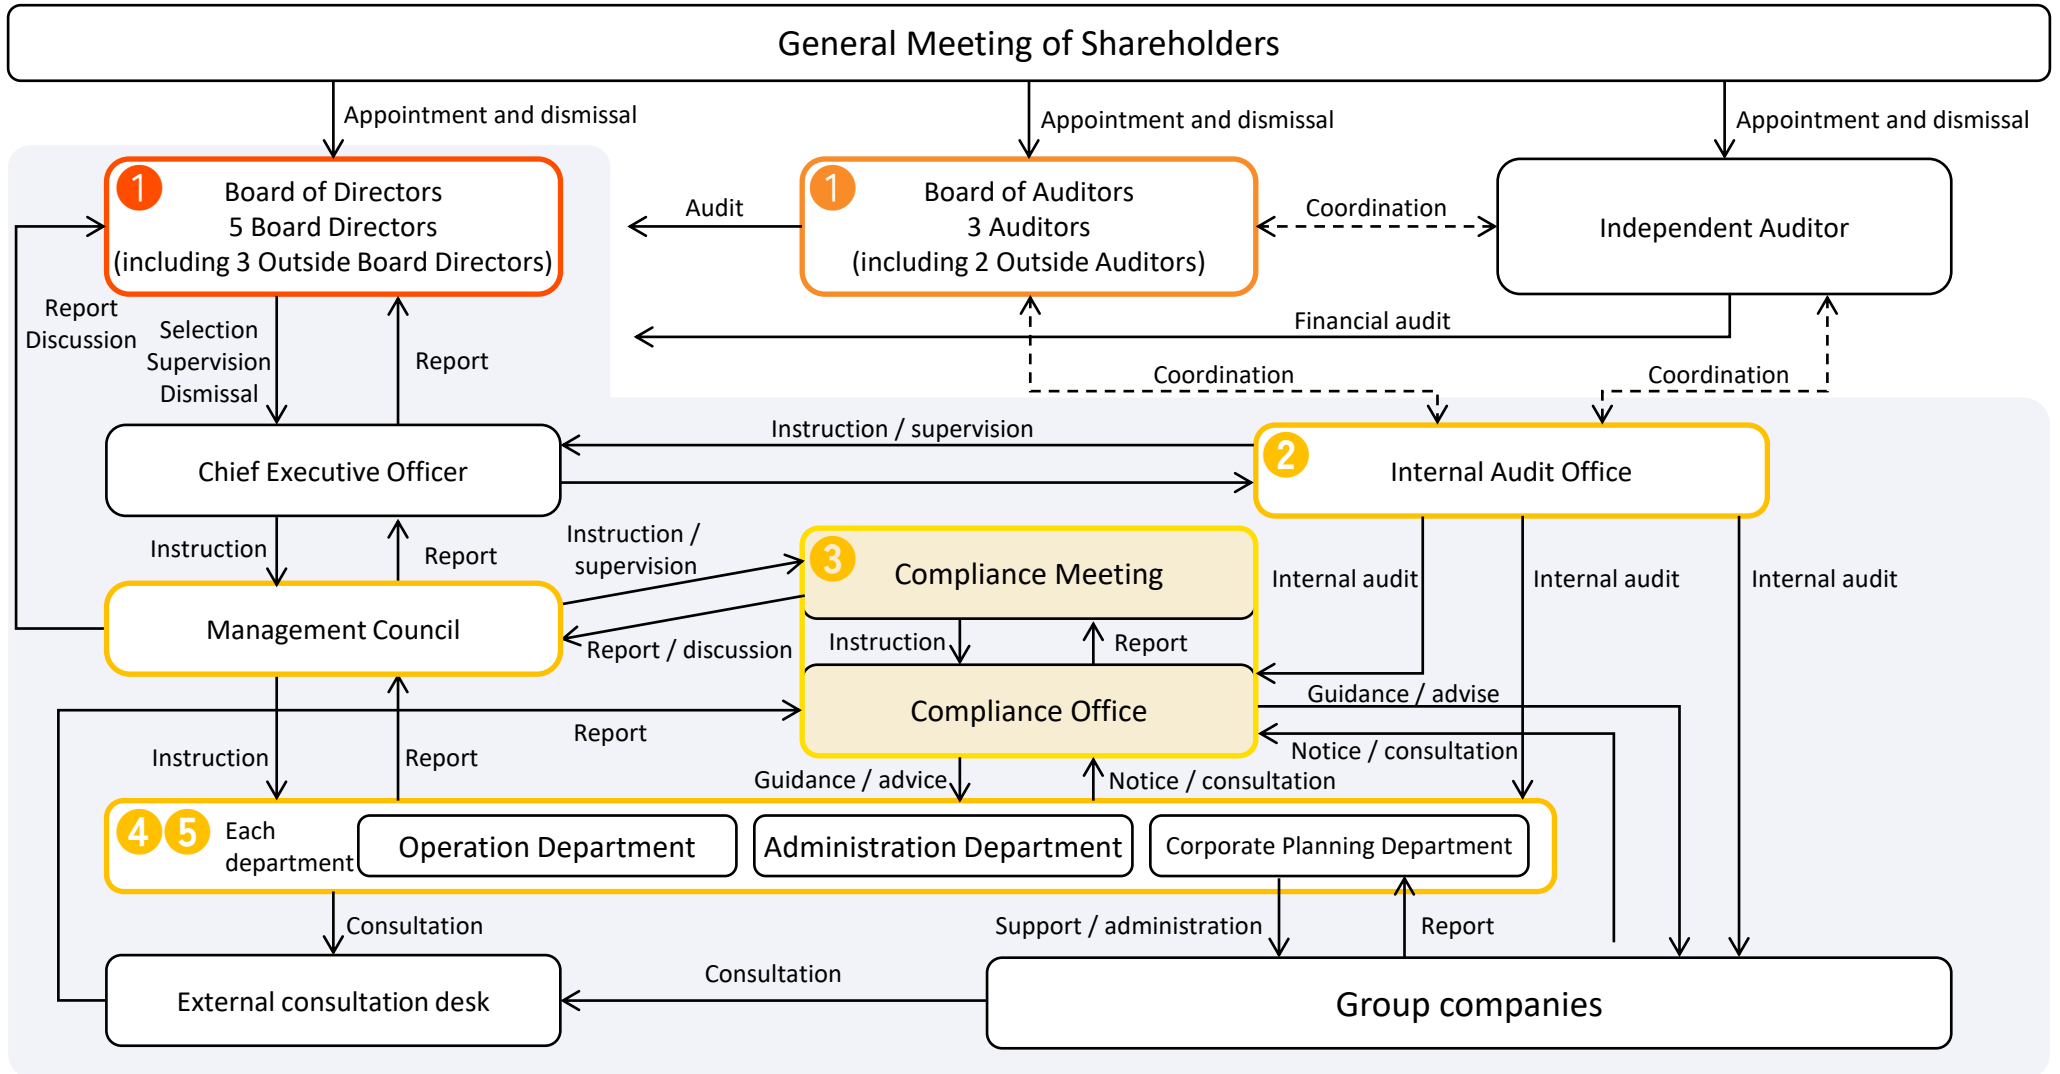 General Meeting of Shareholders
Appointment and dismissal
Appointment and dismissal
Appointment and dismissal
1
Board of Directors
5 Board Directors
(including 3 Outside Board Directors)
Audit
1
Board of Auditors
3 Auditors
(including 2 Outside Auditors)
Coordination
Independent Auditor
Report
Discussion
Selection
Supervision
Dismissal
Report
Financial audit
Coordination
Coordination
Chief Executive Officer
Instruction / supervision
2
Internal Audit Office
Instruction
Report
Instruction /
supervision
3
Compliance Meeting
Internal audit
Internal audit
Internal audit
Management Council
Report / discussion
Instruction
Report
Compliance Office
Guidance / advise
Report
Notice / consultation
Instruction
Report
Guidance / advice
Notice / consultation
4
5
Each
department
Operation Department
Administration Department
Corporate Planning Department
Consultation
Support / administration
Report
External consultation desk
Consultation
Group companies